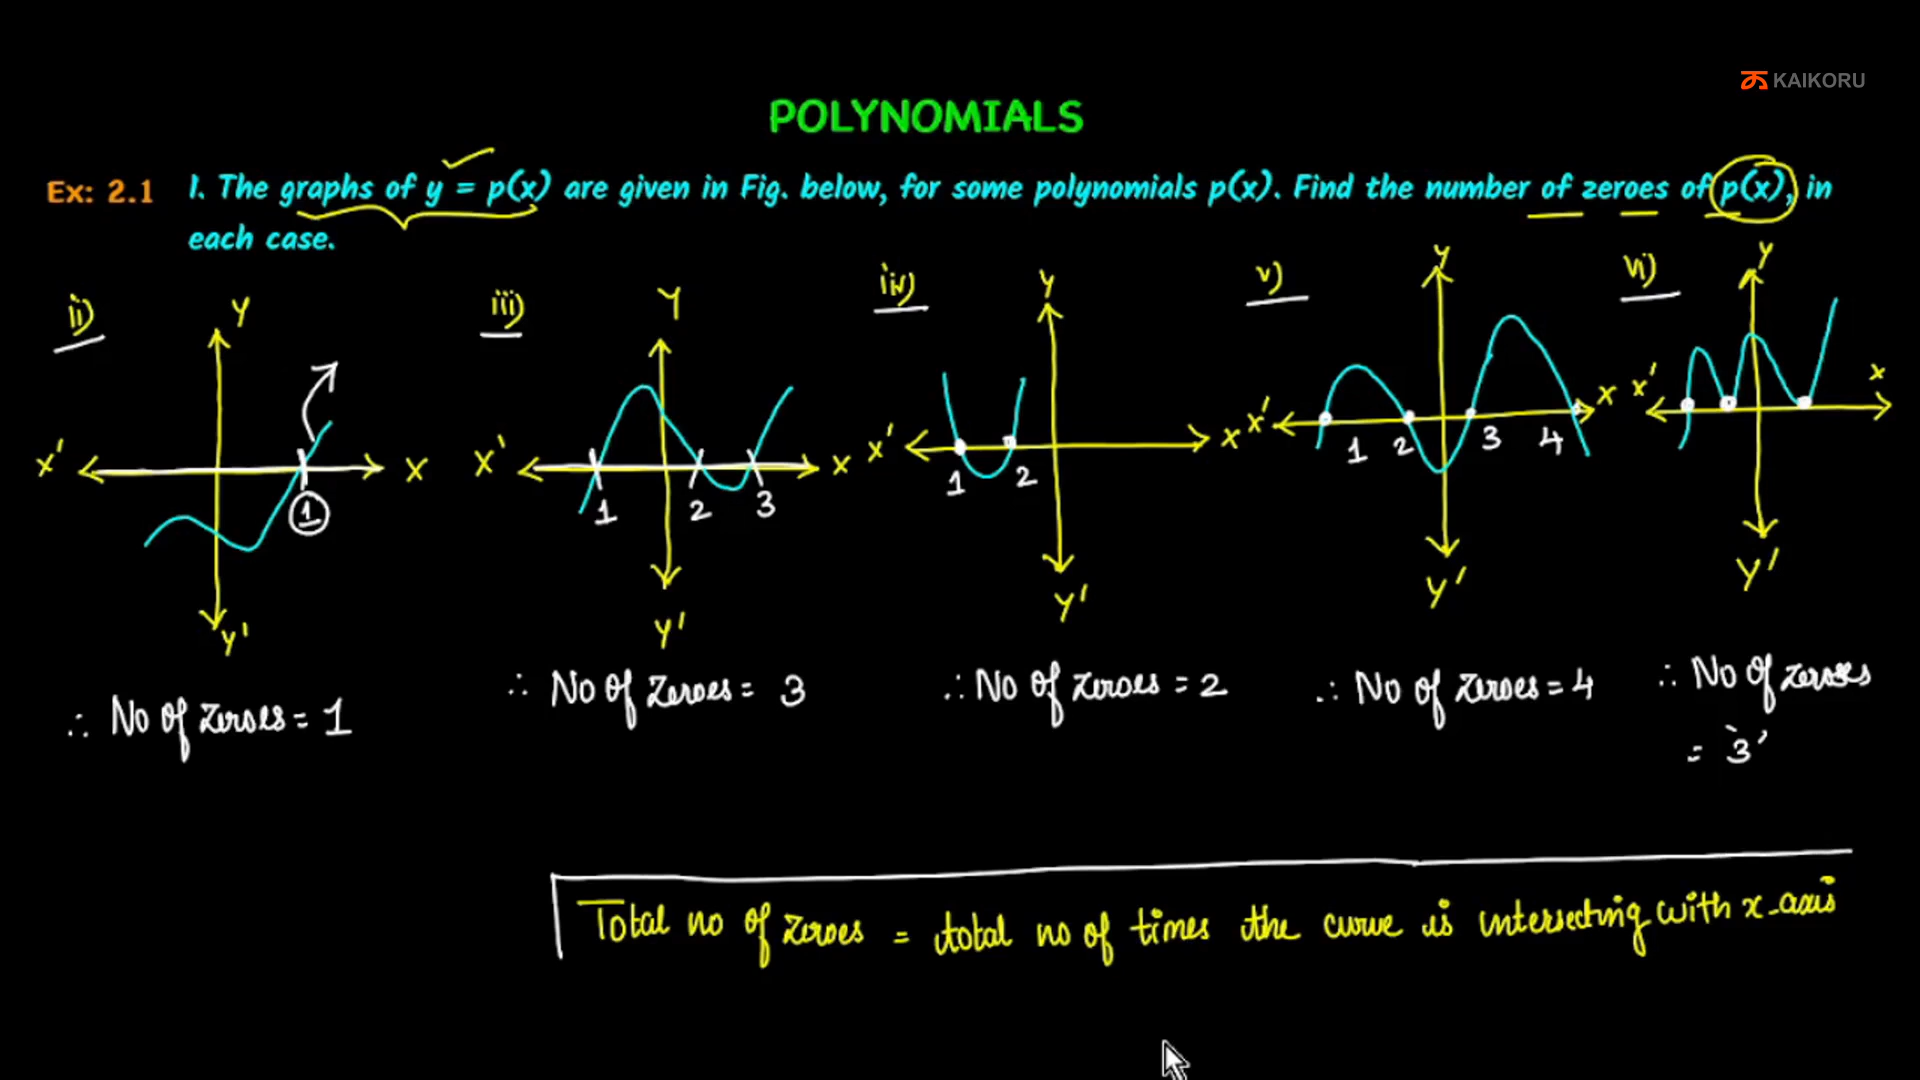 KAIKORU
POLYNOMIALS
Ex: 2.1 1. The graphs of y = p(x) are given in Fig. below, for some polynomials p(x). Find the number of zeroes of p(x), in
each case.
ii) iii) iv) v) vi)
Y Y Y Y Y
X' X X' X X' X X' X X' X
1 1 2 3 1 2 1 2 3 4
Y' Y' Y' Y' Y'
∴ No of zeroes = 1
∴ No of zeroes = 3
∴ No of zeroes = 2
∴ No of zeroes = 4
∴ No of zeroes
= 3
Total no of zeroes = total no of times the curve is intersecting with x-axis